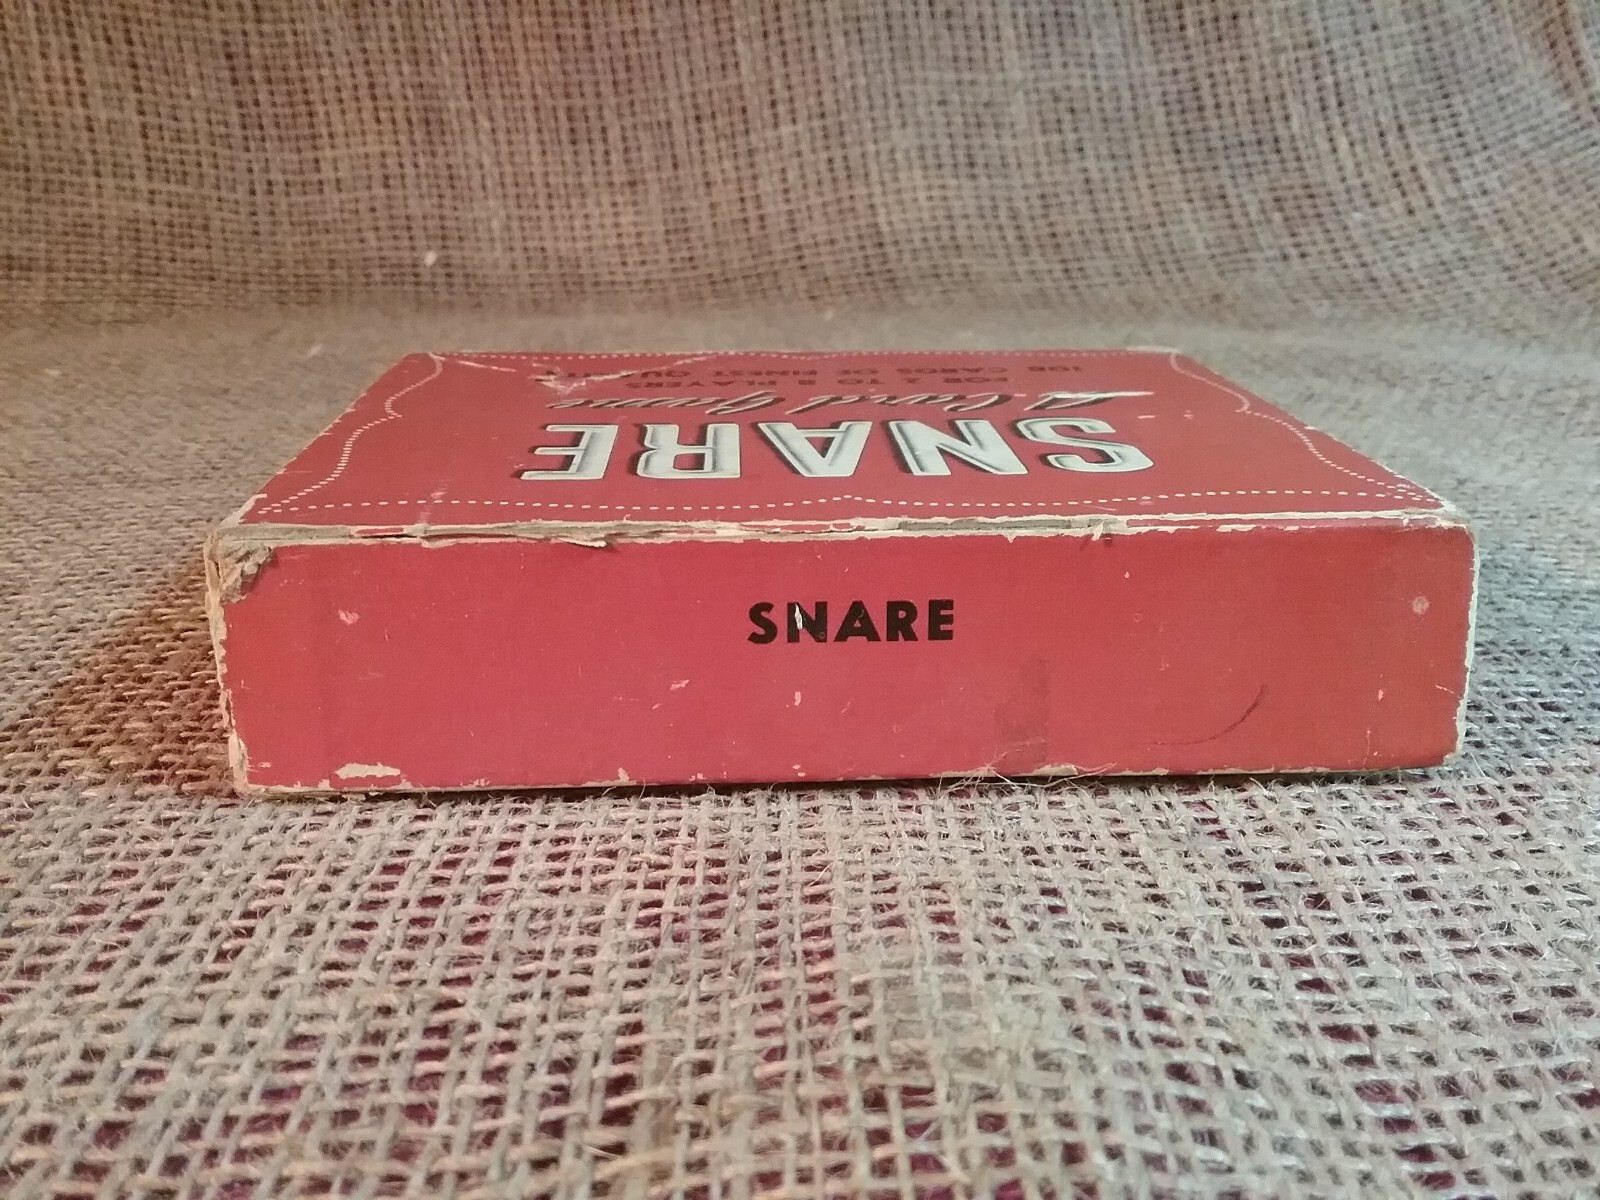 SNARE
A Card Game
FOR 2 TO 8 PLAYERS
108 CARDS OF FINEST QUALITY
SNARE